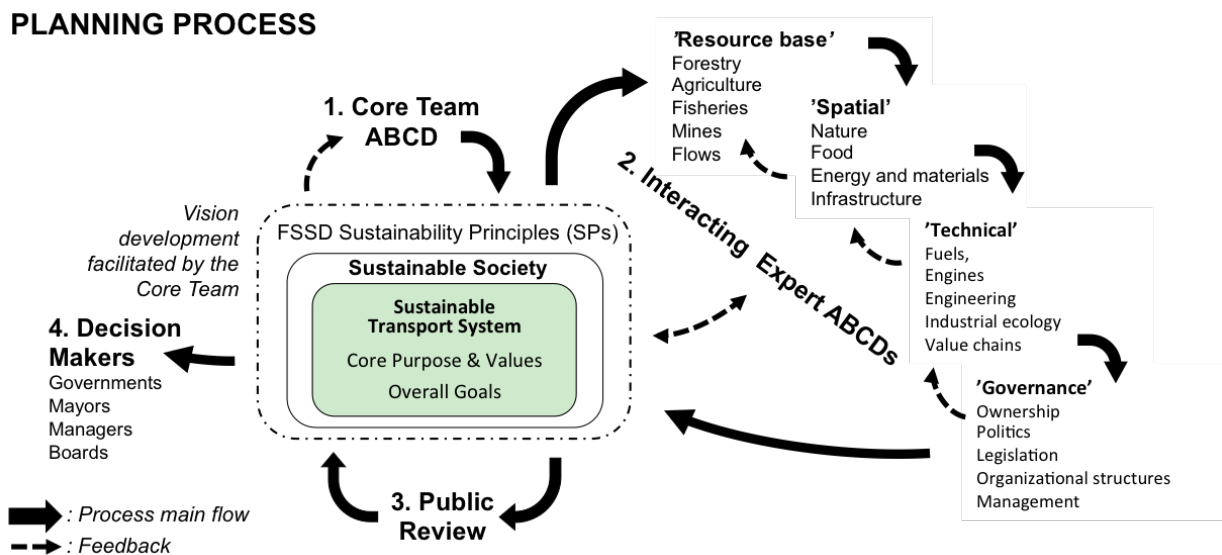 PLANNING PROCESS
1. Core Team
ABCD
Vision
development
facilitated by the
Core Team
FSSD Sustainability Principles (SPs)
Sustainable Society
Sustainable
Transport System
Core Purpose & Values
Overall Goals
2. Interacting Expert ABCDs
’Resource base’
Forestry
Agriculture
Fisheries
Mines
Flows
’Spatial’
Nature
Food
Energy and materials
Infrastructure
’Technical’
Fuels,
Engines
Engineering
Industrial ecology
Value chains
’Governance’
Ownership
Politics
Legislation
Organizational structures
Management
3. Public
Review
4. Decision
Makers
Governments
Mayors
Managers
Boards
: Process main flow
: Feedback